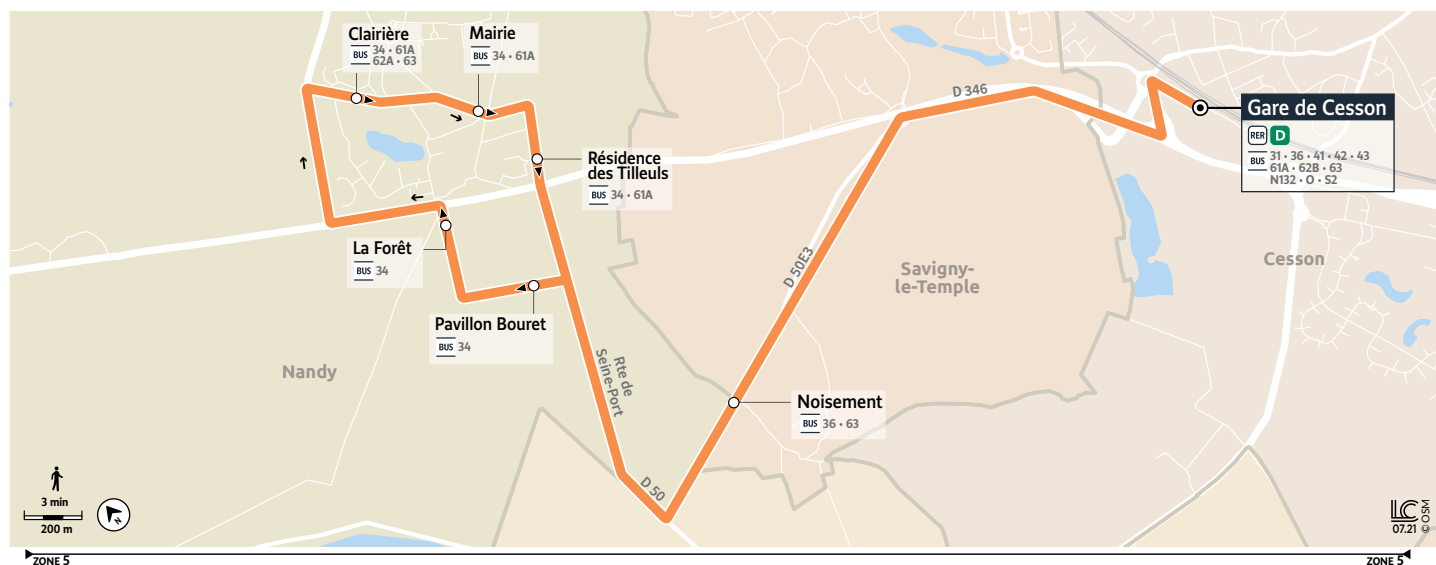 Clairière
BUS 34 • 61A
62A • 63
Mairie
BUS 34 • 61A
D 346
Gare de Cesson
RER D
BUS 31 • 36 • 41 • 42 • 43
61A • 62B • 63
N132 • O • S2
Résidence
des Tilleuls
BUS 34 • 61A
La Forêt
BUS 34
D 50E3
Savigny-
le-Temple
Cesson
Pavillon Bouret
BUS 34
Nandy
Rte de
Seine-Port
Noisement
BUS 36 • 63
D 50
3 min
200 m
N
LC
07.21
© OSM
ZONE 5
ZONE 5